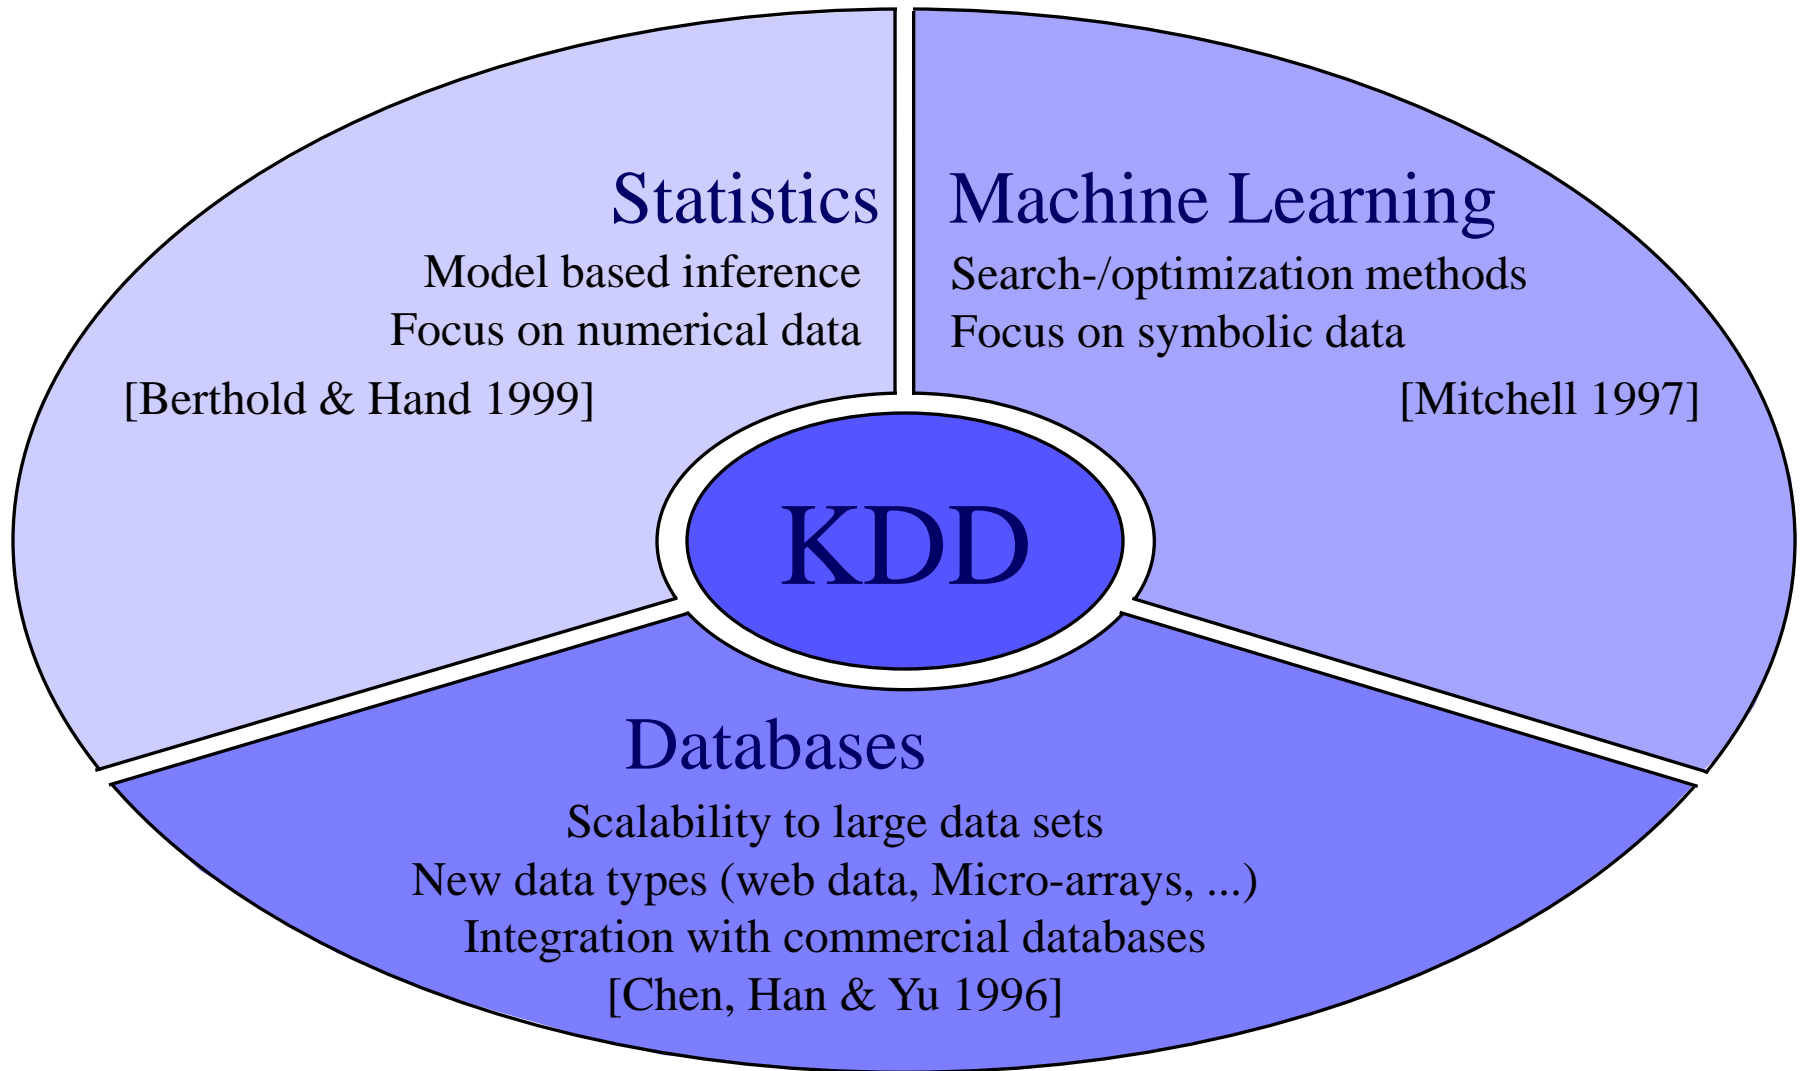 Statistics
Model based inference
Focus on numerical data
[Berthold & Hand 1999]
Machine Learning
Search-/optimization methods
Focus on symbolic data
[Mitchell 1997]
KDD
Databases
Scalability to large data sets
New data types (web data, Micro-arrays, ...)
Integration with commercial databases
[Chen, Han & Yu 1996]